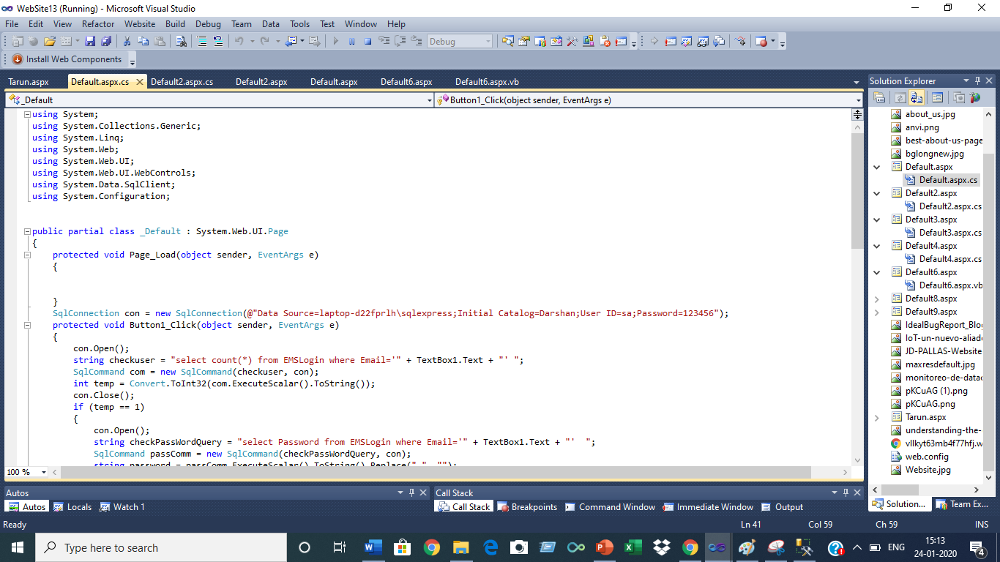 WebSite13 (Running) - Microsoft Visual Studio
File Edit View Refactor Website Build Debug Team Data Tools Test Window Help
Debug
Install Web Components
Tarun.aspx Default.aspx.cs Default2.aspx.cs Default2.aspx Default.aspx Default6.aspx Default6.aspx.vb
_Default Button1_Click(object sender, EventArgs e)
using System;
using System.Collections.Generic;
using System.Linq;
using System.Web;
using System.Web.UI;
using System.Web.UI.WebControls;
using System.Data.SqlClient;
using System.Configuration;
public partial class _Default : System.Web.UI.Page
{
protected void Page_Load(object sender, EventArgs e)
{
}
SqlConnection con = new SqlConnection(@"Data Source=laptop-d22fprlh\sqlexpress;Initial Catalog=Darshan;User ID=sa;Password=123456");
protected void Button1_Click(object sender, EventArgs e)
{
con.Open();
string checkuser = "select count(*) from EMSLogin where Email='" + TextBox1.Text + "' ";
SqlCommand com = new SqlCommand(checkuser, con);
int temp = Convert.ToInt32(com.ExecuteScalar().ToString());
con.Close();
if (temp == 1)
{
con.Open();
string checkPassWordQuery = "select Password from EMSLogin where Email='" + TextBox1.Text + "'  ";
SqlCommand passComm = new SqlCommand(checkPassWordQuery, con);
string password = passComm.ExecuteScalar().ToString().Replace(" ", "");
100 %
Solution Explorer
about_us.jpg
anvi.png
best-about-us-page
bglongnew.jpg
Default.aspx
Default.aspx.cs
Default2.aspx
Default2.aspx.cs
Default3.aspx
Default3.aspx.cs
Default4.aspx
Default4.aspx.cs
Default6.aspx
Default6.aspx.vb
Default8.aspx
Default9.aspx
IdealBugReport_Blo
IoT-un-nuevo-aliad
JD-PALLAS-Website
maxresdefault.jpg
monitoreo-de-datac
pKCuAG (1).png
pKCuAG.png
Tarun.aspx
understanding-the-
vllkyt63mb4f77hfj.w
web.config
Website.jpg
Solution... Team Ex...
Autos Call Stack
Autos Locals Watch 1 Call Stack Breakpoints Command Window Immediate Window Output
Ready Ln 41 Col 59 Ch 59 INS
Type here to search
ENG
15:13
24-01-2020
4